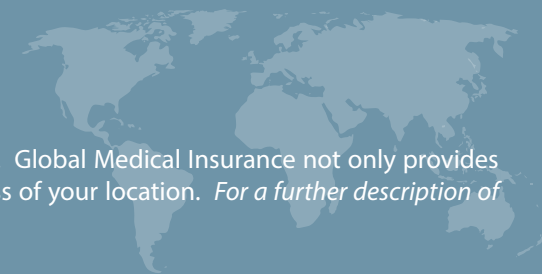 Global Medical Insurance not only provides
of your location. For a further description of